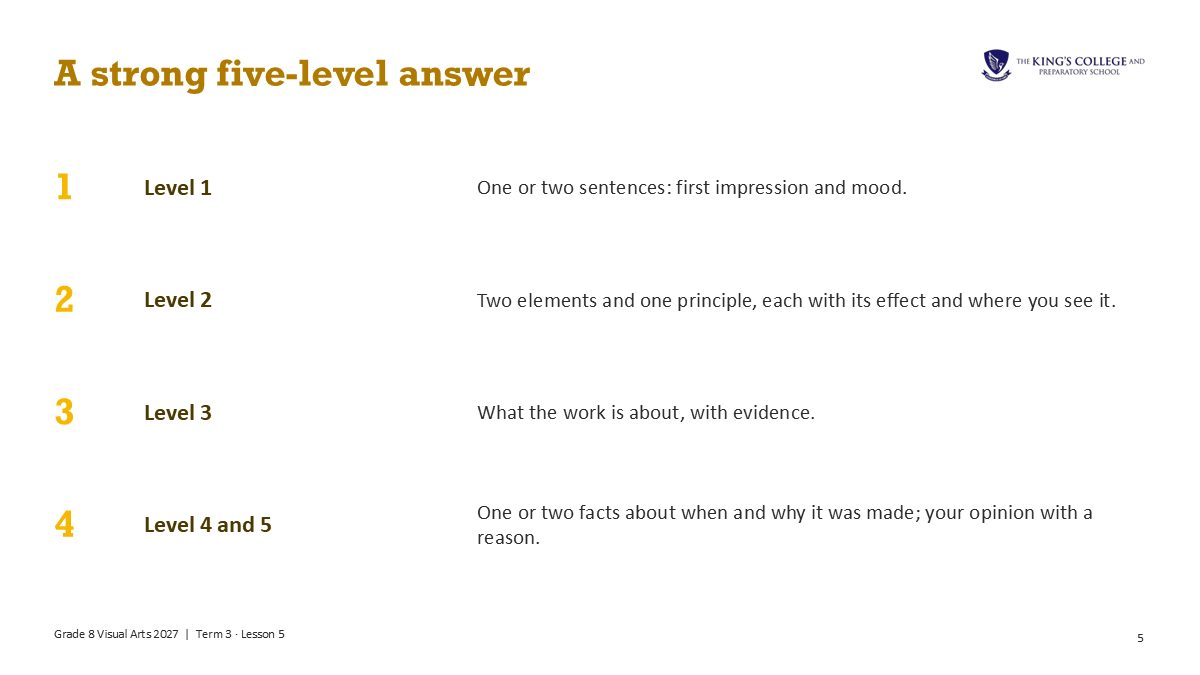 A strong five-level answer
THE KING'S COLLEGE AND
PREPARATORY SCHOOL
1
Level 1
One or two sentences: first impression and mood.
2
Level 2
Two elements and one principle, each with its effect and where you see it.
3
Level 3
What the work is about, with evidence.
4
Level 4 and 5
One or two facts about when and why it was made; your opinion with a
reason.
Grade 8 Visual Arts 2027 | Term 3 · Lesson 5
5